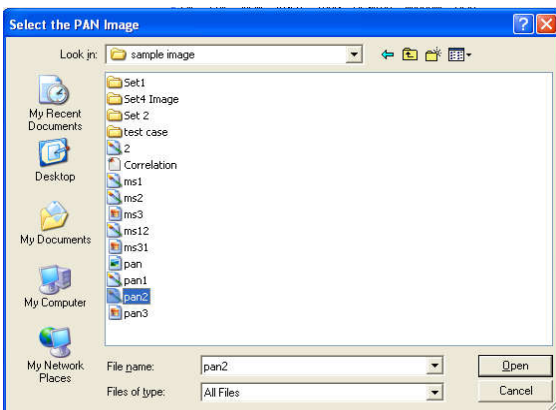 Select the PAN Image
Look in:
sample image
My Recent
Documents
Desktop
My Documents
My Computer
My Network
Places
Set1
Set4 Image
Set 2
test case
2
Correlation
ms1
ms2
ms3
ms12
ms31
pan
pan1
pan2
pan3
File name:
pan2
Open
Files of type:
All Files
Cancel